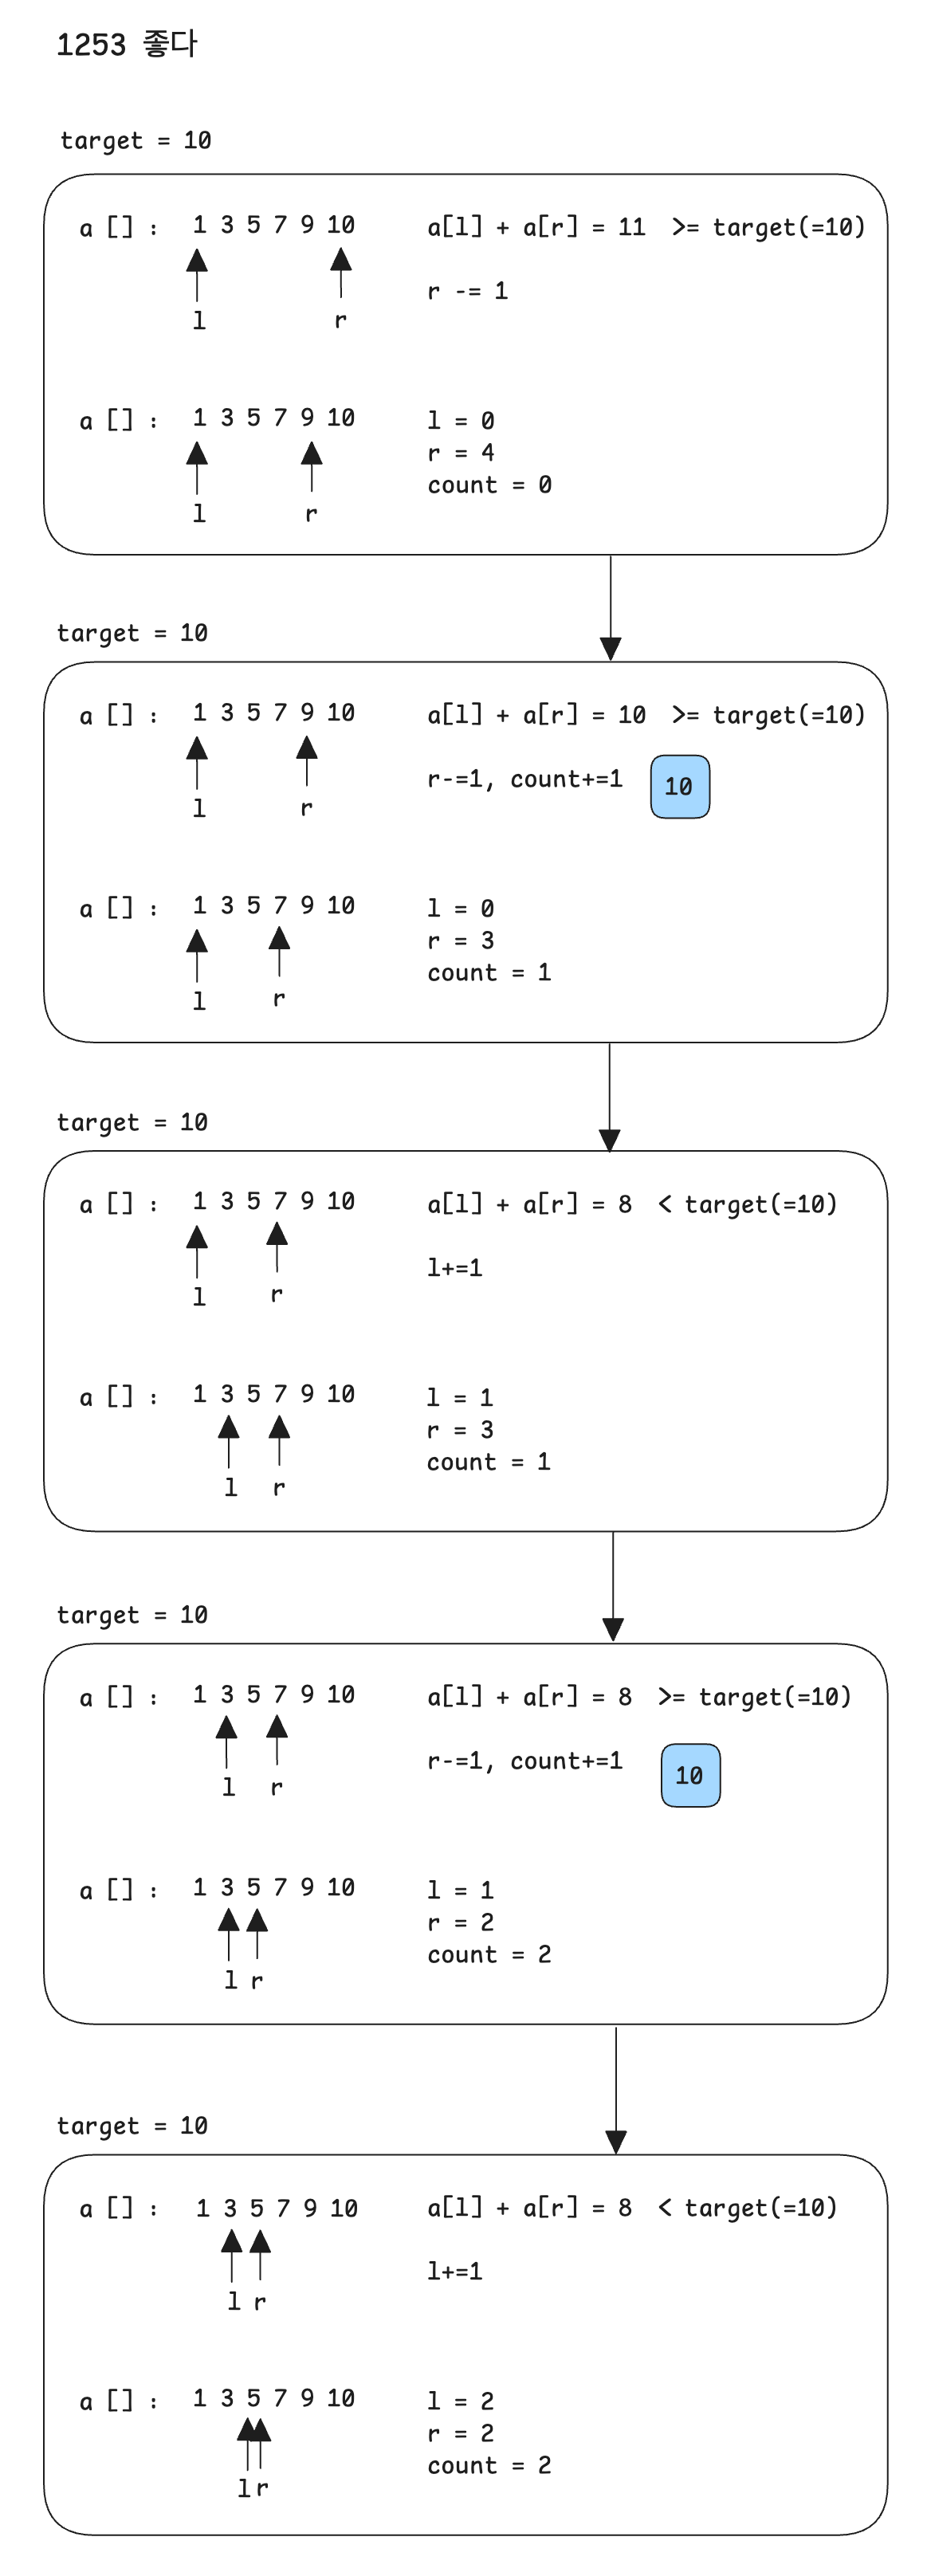 1253 좋다
target = 10
a [] : 1 3 5 7 9 10 a[l] + a[r] = 11 >= target(=10)
r -= 1
l r
a [] : 1 3 5 7 9 10 l = 0
r = 4
count = 0
l r
target = 10
a [] : 1 3 5 7 9 10 a[l] + a[r] = 10 >= target(=10)
r-=1, count+=1 10
l r
a [] : 1 3 5 7 9 10 l = 0
r = 3
count = 1
l r
target = 10
a [] : 1 3 5 7 9 10 a[l] + a[r] = 8 < target(=10)
l+=1
l r
a [] : 1 3 5 7 9 10 l = 1
r = 3
count = 1
l r
target = 10
a [] : 1 3 5 7 9 10 a[l] + a[r] = 8 >= target(=10)
r-=1, count+=1 10
l r
a [] : 1 3 5 7 9 10 l = 1
r = 2
count = 2
l r
target = 10
a [] : 1 3 5 7 9 10 a[l] + a[r] = 8 < target(=10)
l+=1
l r
a [] : 1 3 5 7 9 10 l = 2
r = 2
count = 2
l r